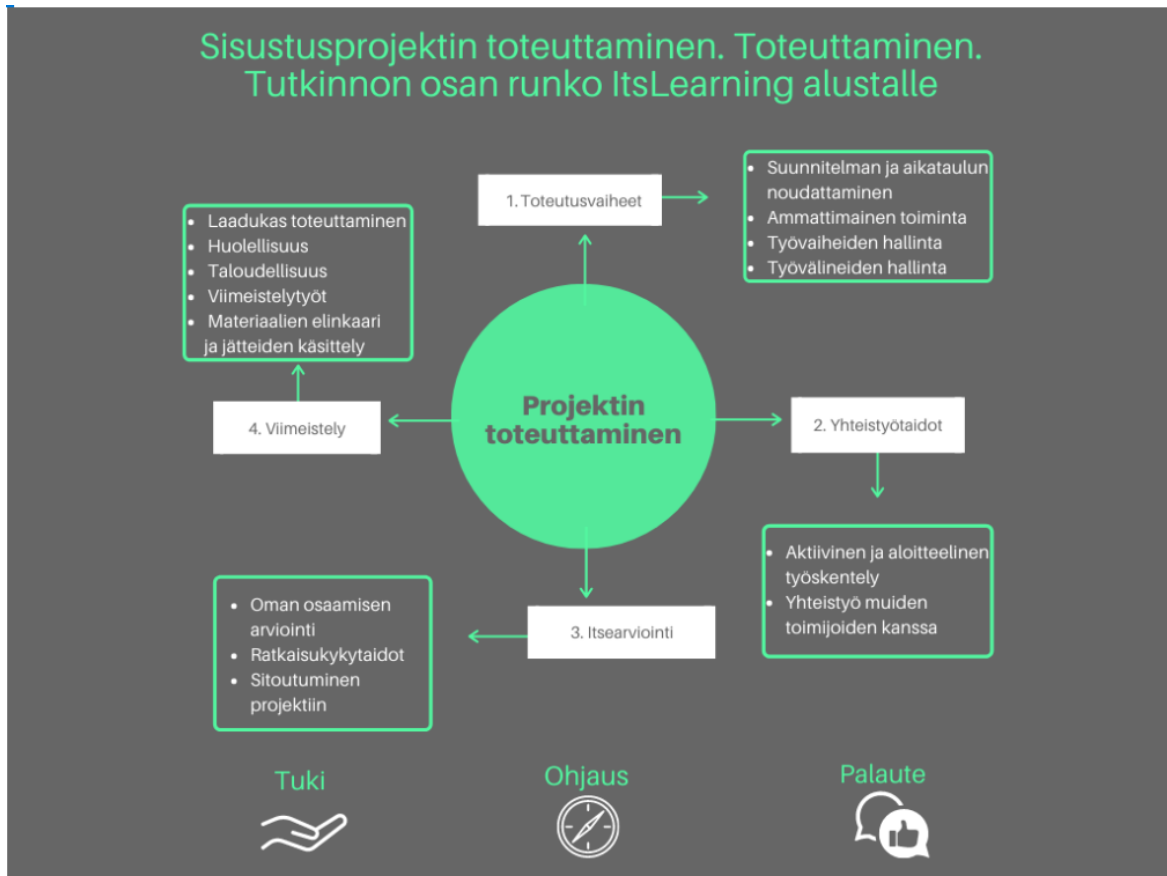 Sisustusprojektin toteuttaminen. Toteuttaminen.
Tutkinnon osan runko ItsLearning alustalle
1. Toteutusvaiheet
• Suunnitelman ja aikataulun
noudattaminen
• Ammattimainen toiminta
• Työvaiheiden hallinta
• Työvälineiden hallinta
• Laadukas toteuttaminen
• Huolellisuus
• Taloudellisuus
• Viimeistelytyöt
• Materiaalien elinkaari
ja jätteiden käsittely
Projektin
toteuttaminen
4. Viimeistely
2. Yhteistyötaidot
• Aktiivinen ja aloitteelinen
työskentely
• Yhteistyö muiden
toimijoiden kanssa
3. Itsearviointi
• Oman osaamisen
arviointi
• Ratkaisukykytaidot
• Sitoutuminen
projektiin
Tuki
Ohjaus
Palaute